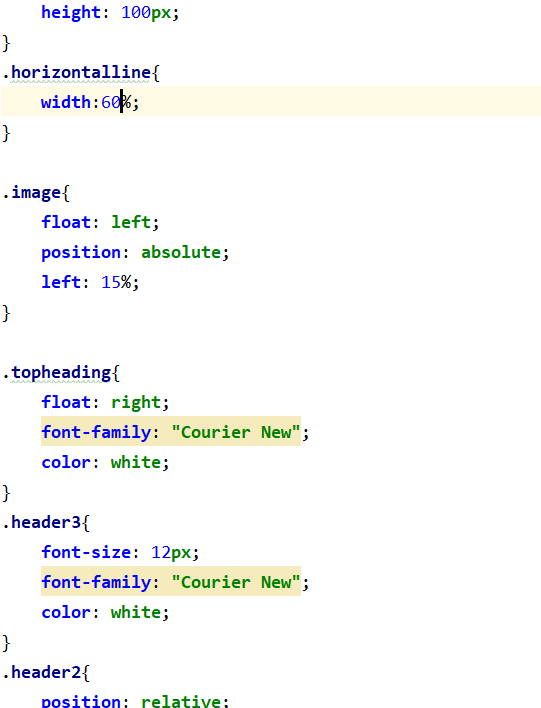 height: 100px;
}
.horizontalline{
width:60%;
}
.image{
float: left;
position: absolute;
left: 15%;
}
.topheading{
float: right;
font-family: "Courier New";
color: white;
}
.header3{
font-size: 12px;
font-family: "Courier New";
color: white;
}
.header2{
position: relative;